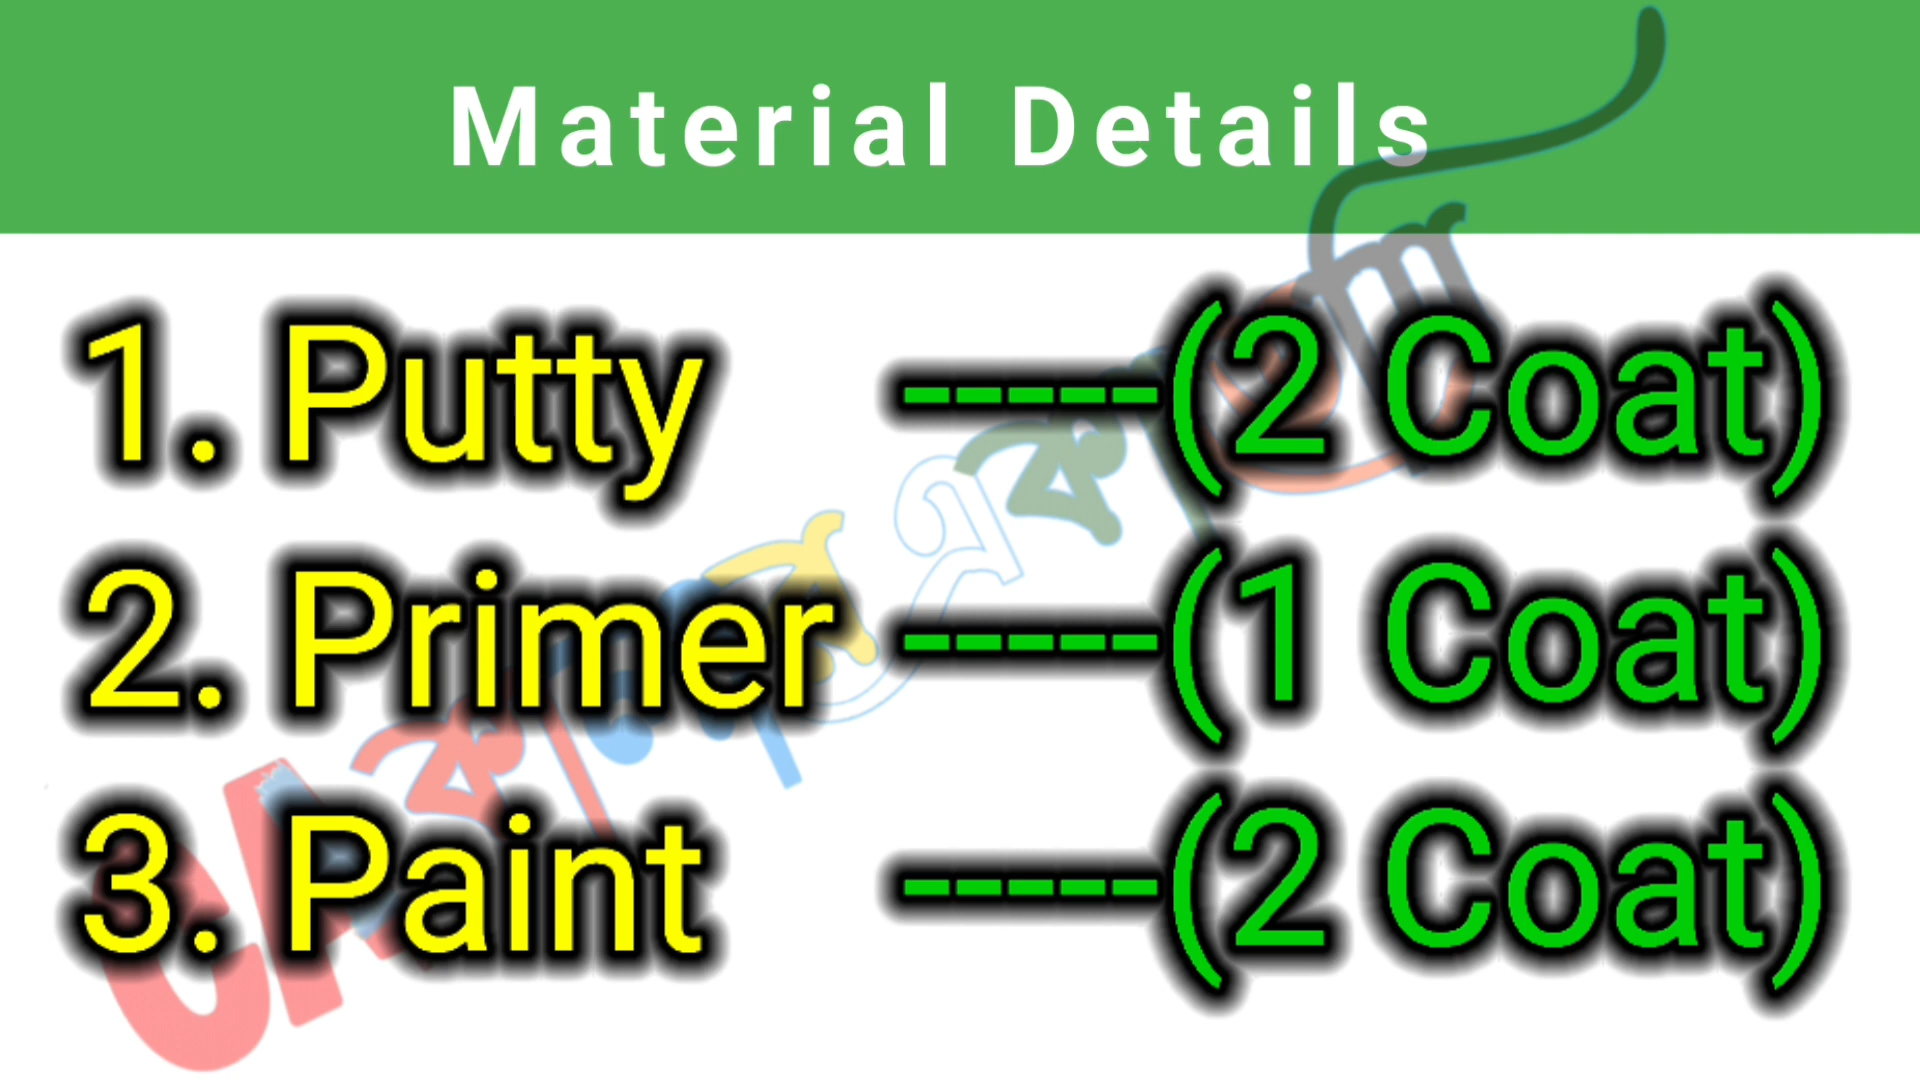 Material Details
1. Putty -----(2 Coat)
2. Primer -----(1 Coat)
3. Paint -----(2 Coat)